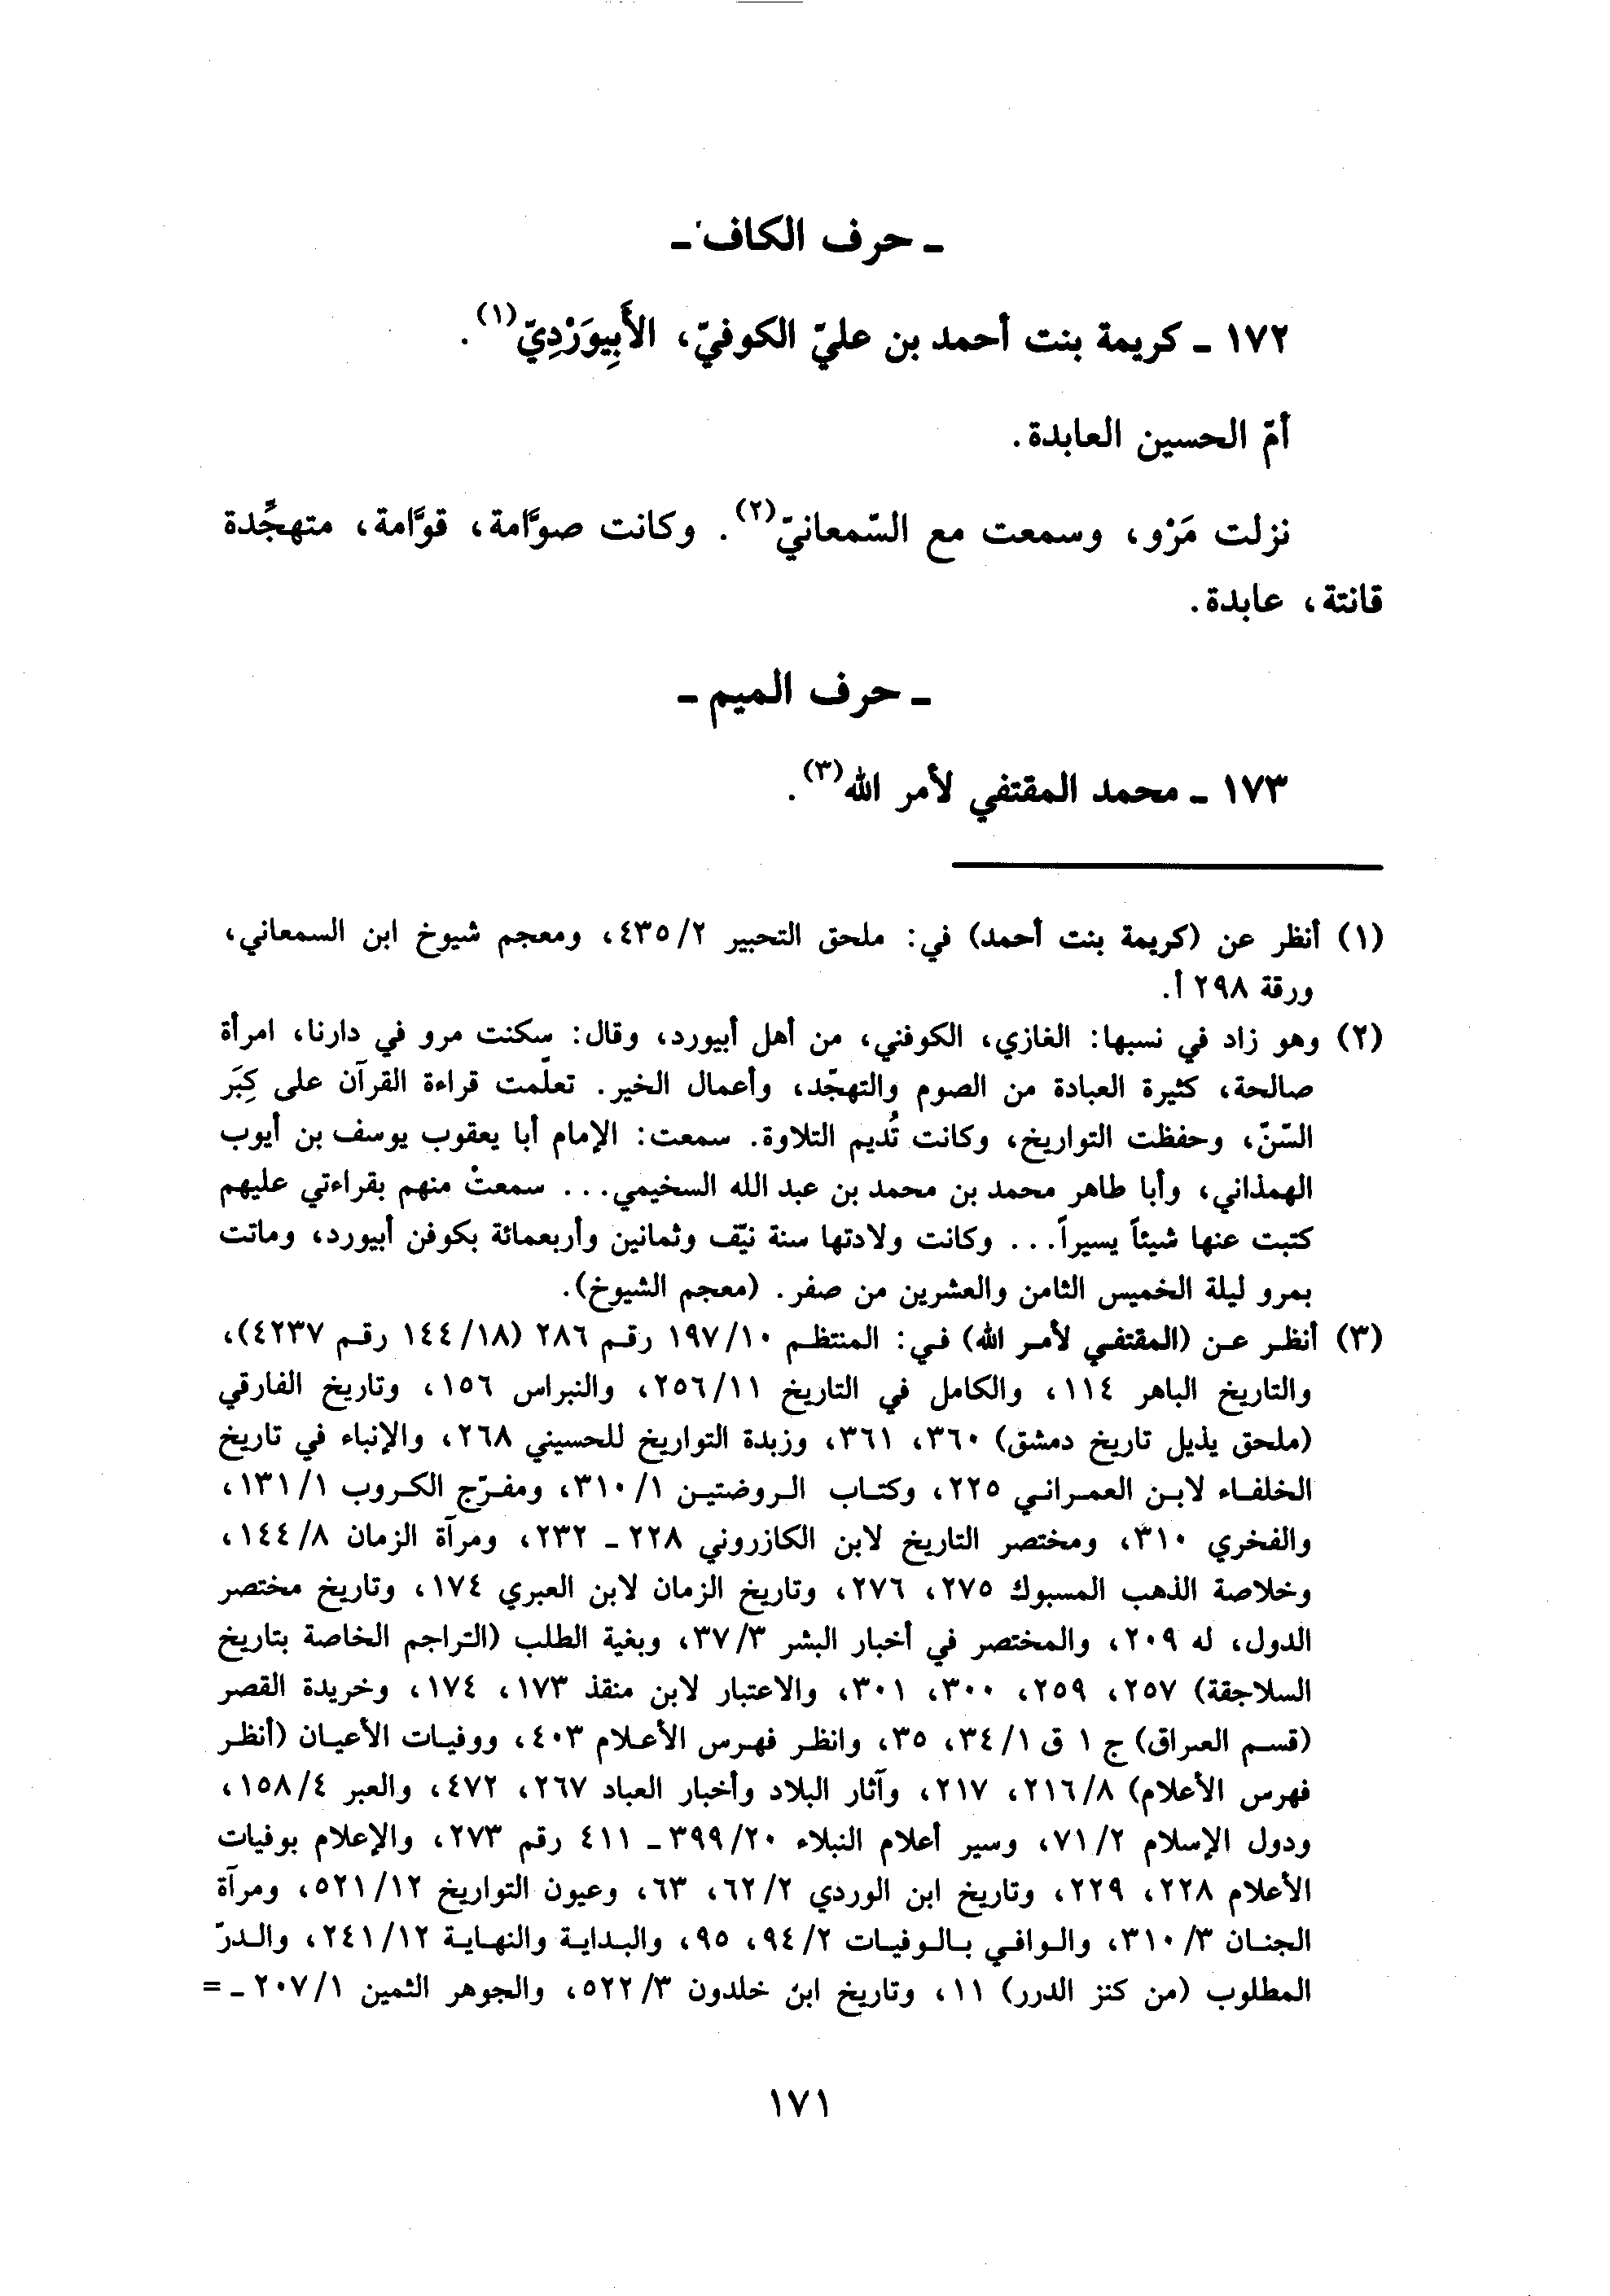 ـ حرف الكاف ـ
١٧٢ ـ كريمة بنت أحمد بن عليّ الكوفيّ، الأَبِيوَرْدِيّ(١).
أمّ الحسين العابدة.
نزلت مَرْو، وسمعت مع السّمعانيّ(٢). وكانت صوَّامة، قوَّامة، متهجِّدة
قانتة، عابدة.
ـ حرف الميم ـ
١٧٣ ـ محمد المقتفي لأمر الله(٣).
(١) أنظر عن (كريمة بنت أحمد) في: ملحق التحبير ٤٣٥/٢، ومعجم شيوخ ابن السمعاني،
ورقة ٢٩٨ أ.
(٢) وهو زاد في نسبها: الغازي، الكوفني، من أهل أبيورد، وقال: سكنت مرو في دارنا، امرأة
صالحة، كثيرة العبادة من الصوم والتهجّد، وأعمال الخير. تعلّمت قراءة القرآن على كِبَر
السّنّ، وحفظت التواريخ، وكانت تُديم التلاوة. سمعت: الإمام أبا يعقوب يوسف بن أيوب
الهمذاني، وأبا طاهر محمد بن محمد بن عبد الله السخيمي... سمعتْ منهم بقراءتي عليهم
كتبت عنها شيئاً يسيراً... وكانت ولادتها سنة نيّف وثمانين وأربعمائة بكوفن أبيورد، وماتت
بمرو ليلة الخميس الثامن والعشرين من صفر. (معجم الشيوخ).
(٣) أنظر عن (المقتفي لأمر الله) في: المنتظم ١٩٧/١٠ رقم ٢٨٦ (١٤٤/١٨ رقم ٤٢٣٧)،
والتاريخ الباهر ١١٤، والكامل في التاريخ ٢٥٦/١١، والنبراس ١٥٦، وتاريخ الفارقي
(ملحق يذيل تاريخ دمشق) ٣٦٠، ٣٦١، وزبدة التواريخ للحسيني ٢٦٨، والإنباء في تاريخ
الخلفاء لابن العمراني ٢٢٥، وكتاب الروضتين ٣١٠/١، ومفرّج الكروب ١٣١/١،
والفخري ٣١٠، ومختصر التاريخ لابن الكازروني ٢٢٨ ـ ٢٣٢، ومرآة الزمان ١٤٤/٨،
وخلاصة الذهب المسبوك ٢٧٥، ٢٧٦، وتاريخ الزمان لابن العبري ١٧٤، وتاريخ مختصر
الدول، له ٢٠٩، والمختصر في أخبار البشر ٣٧/٣، وبغية الطلب (التراجم الخاصة بتاريخ
السلاجقة) ٢٥٧، ٢٥٩، ٣٠٠، ٣٠١، والاعتبار لابن منقذ ١٧٣، ١٧٤، وخريدة القصر
(قسم العراق) ج ١ ق ٣٤/١، ٣٥، وانظر فهرس الأعلام ٤٠٣، ووفيات الأعيان (أنظر
فهرس الأعلام) ٢١٦/٨، ٢١٧، وآثار البلاد وأخبار العباد ٢٦٧، ٤٧٢، والعبر ١٥٨/٤،
ودول الإسلام ٧١/٢، وسير أعلام النبلاء ٣٩٩/٢٠ ـ ٤١١ رقم ٢٧٣، والإعلام بوفيات
الأعلام ٢٢٨، ٢٢٩، وتاريخ ابن الوردي ٦٢/٢، ٦٣، وعيون التواريخ ٥٢١/١٢، ومرآة
الجنان ٣١٠/٣، والوافي بالوفيات ٩٤/٢، ٩٥، والبداية والنهاية ٢٤١/١٢، والدرّ
المطلوب (من كنز الدرر) ١١، وتاريخ ابن خلدون ٥٢٢/٣، والجوهر الثمين ٢٠٧/١ ـ =
١٧١